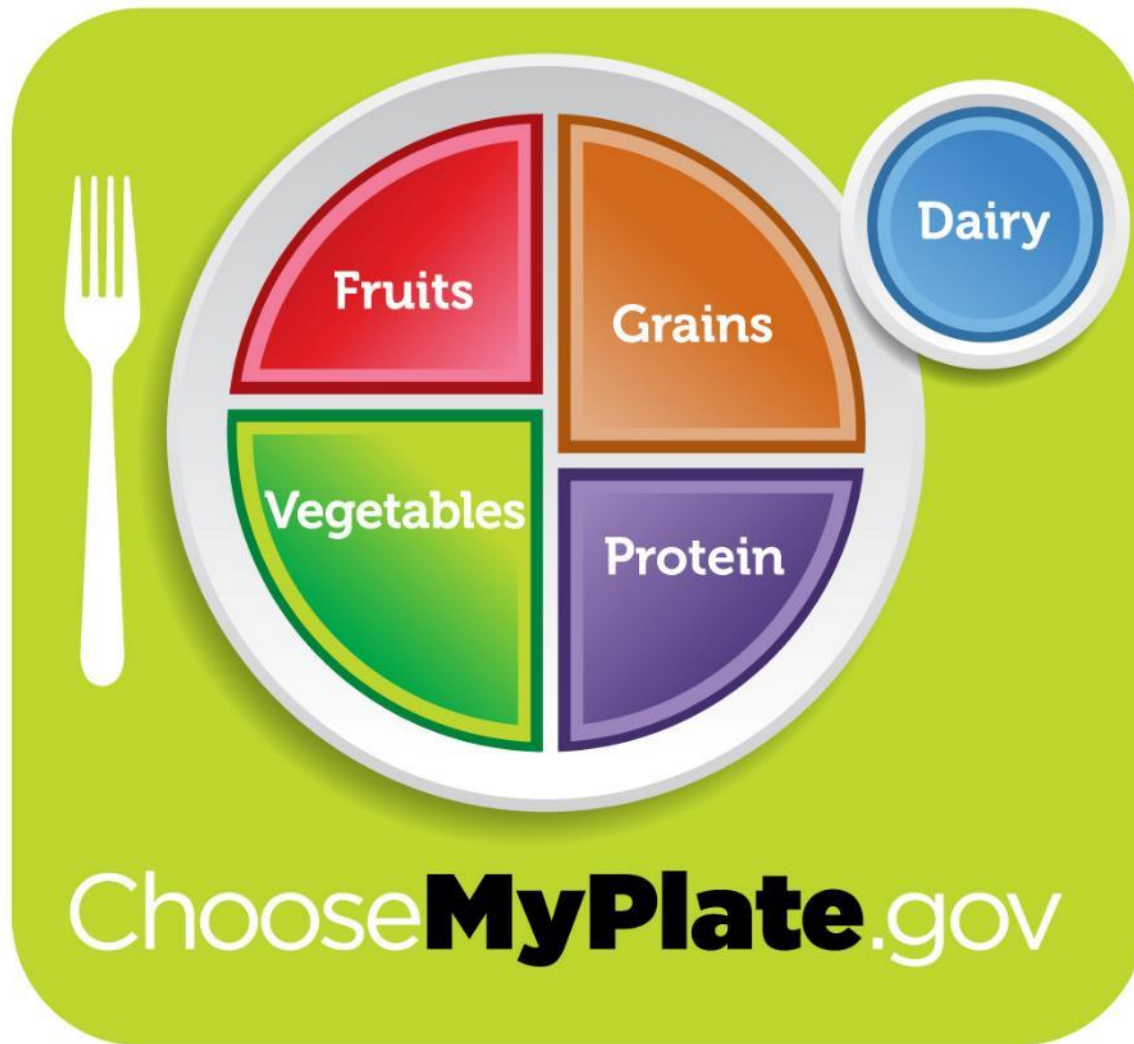 Dairy
Fruits
Grains
Vegetables
Protein
ChooseMyPlate.gov